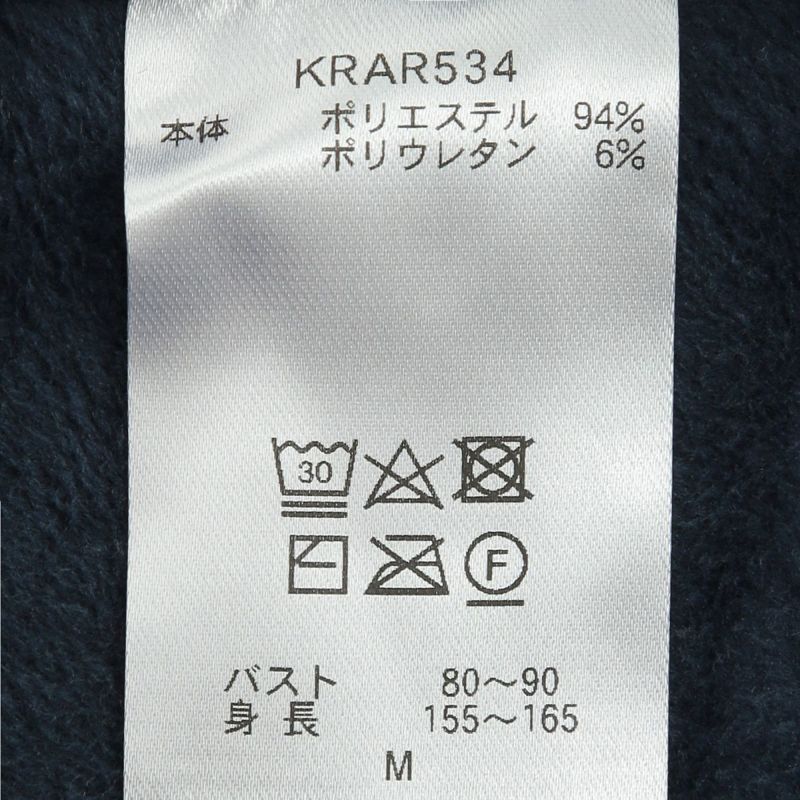 KRAR534
本体 ポリエステル 94%
ポリウレタン 6%
30
F
バスト 80～90
身長 155～165
M